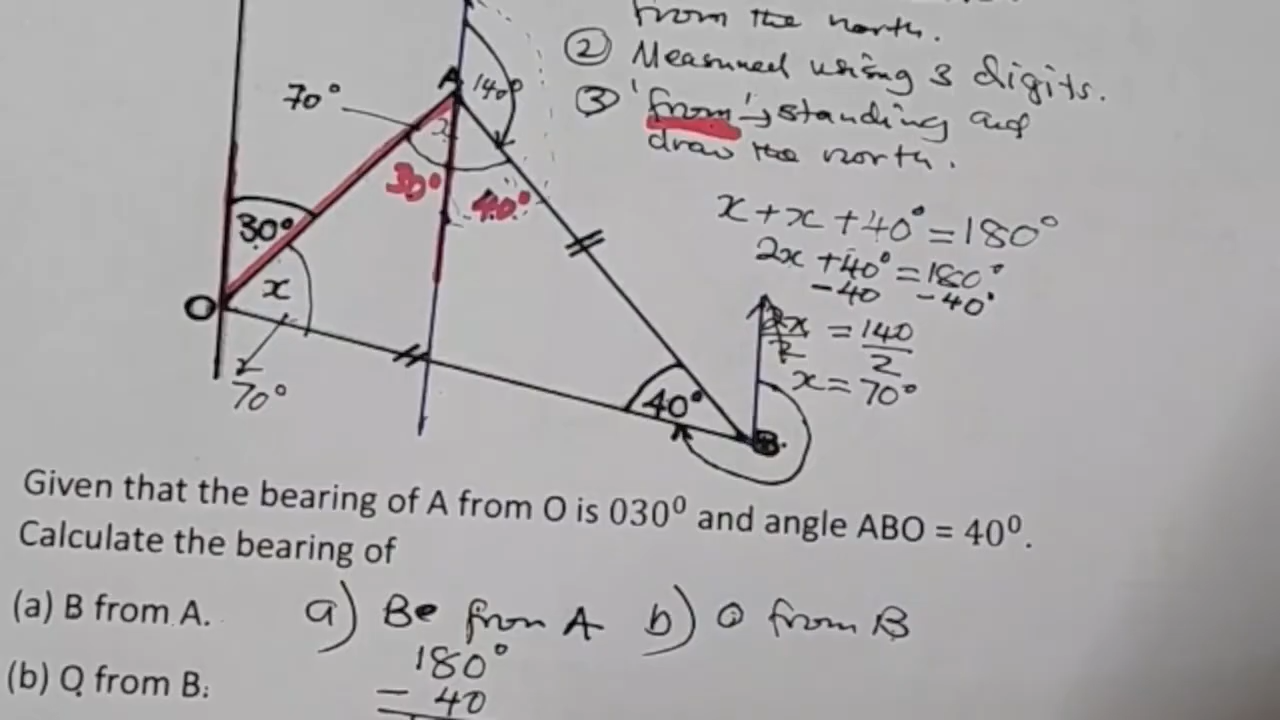 from the north.
② Measured using 3 digits.
③ 'from' → standing and
draw the north.
A
140°
70°
x
30°
40°
30°
x
O
70°
40°
B
x + x + 40° = 180°
2x + 40° = 180°
- 40 - 40°
2x/2 = 140/2
x = 70°
Given that the bearing of A from O is 030⁰ and angle ABO = 40⁰.
Calculate the bearing of
(a) B from A.
a) Be from A b) O from B
180°
(b) O from B.
- 40